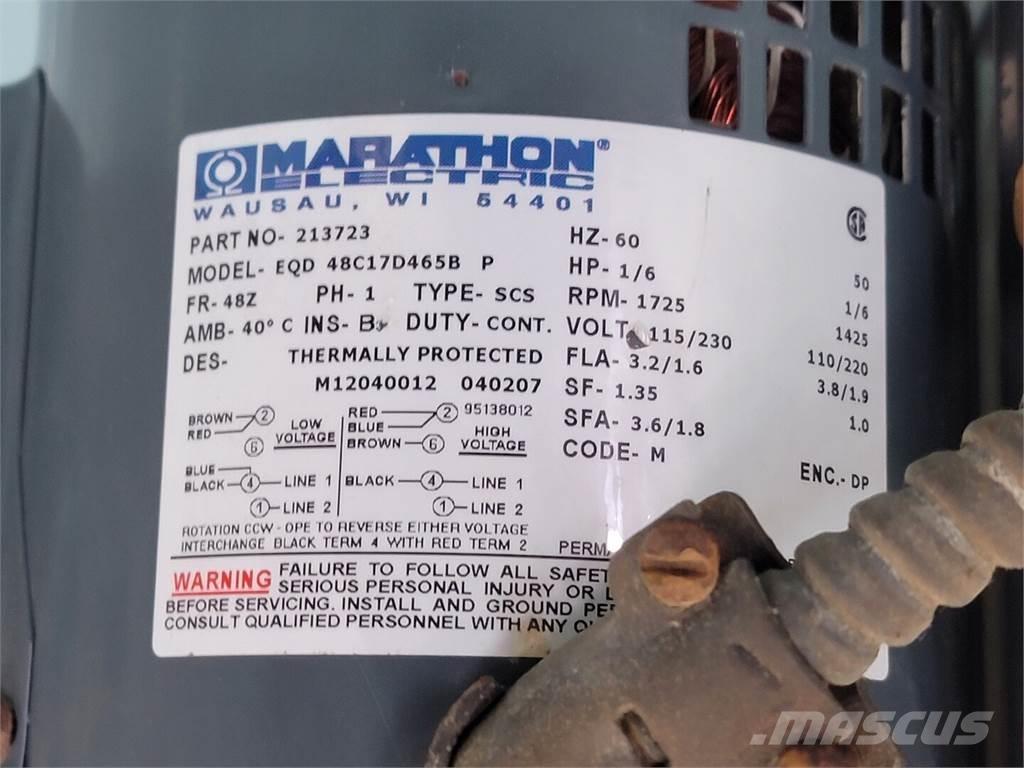 MARATHON®
ELECTRIC
WAUSAU, WI 54401
PART NO- 213723
MODEL- EQD 48C17D465B P
FR- 48Z PH- 1 TYPE- SCS
AMB- 40° C INS- B DUTY- CONT.
DES- THERMALLY PROTECTED
M12040012 040207
HZ- 60 50
HP- 1/6 1/6
RPM- 1725 1425
VOLT 115/230 110/220
FLA- 3.2/1.6 3.8/1.9
SF- 1.35 1.0
SFA- 3.6/1.8
CODE- M ENC.- DP
BROWN 2 LOW VOLTAGE
RED
6
BLUE
BLACK 4 LINE 1
1 LINE 2
RED 2 95138012
BLUE HIGH
BROWN 6 VOLTAGE
BLACK 4 LINE 1
1 LINE 2
ROTATION CCW - OPE TO REVERSE EITHER VOLTAGE
INTERCHANGE BLACK TERM 4 WITH RED TERM 2
WARNING FAILURE TO FOLLOW ALL
SERIOUS PERSONAL INJURY OR
BEFORE SERVICING. INSTALL AND GROUND
CONSULT QUALIFIED PERSONNEL WITH ANY
MASCUS